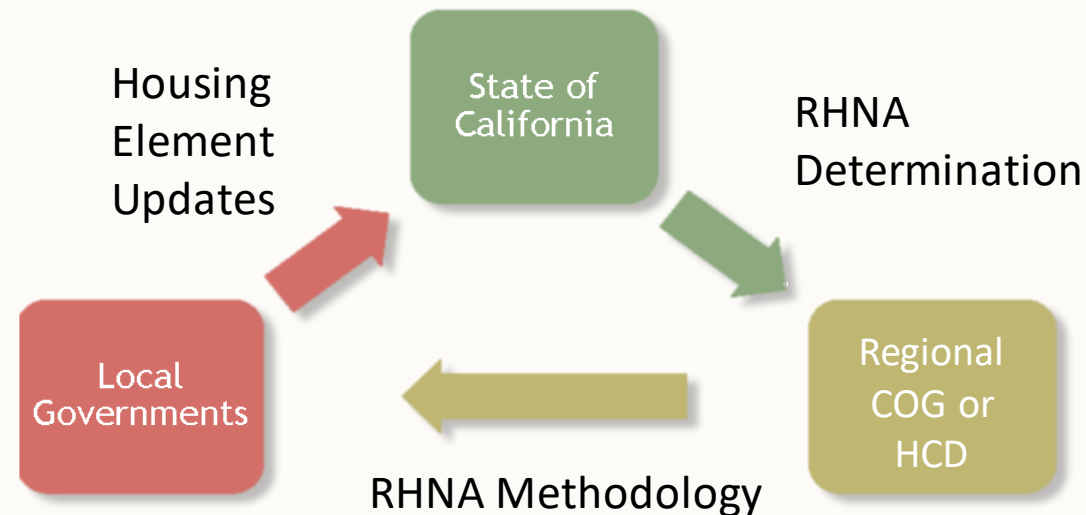 Housing
Element
Updates
State of
California
RHNA
Determination
Local
Governments
Regional
COG or
HCD
RHNA Methodology